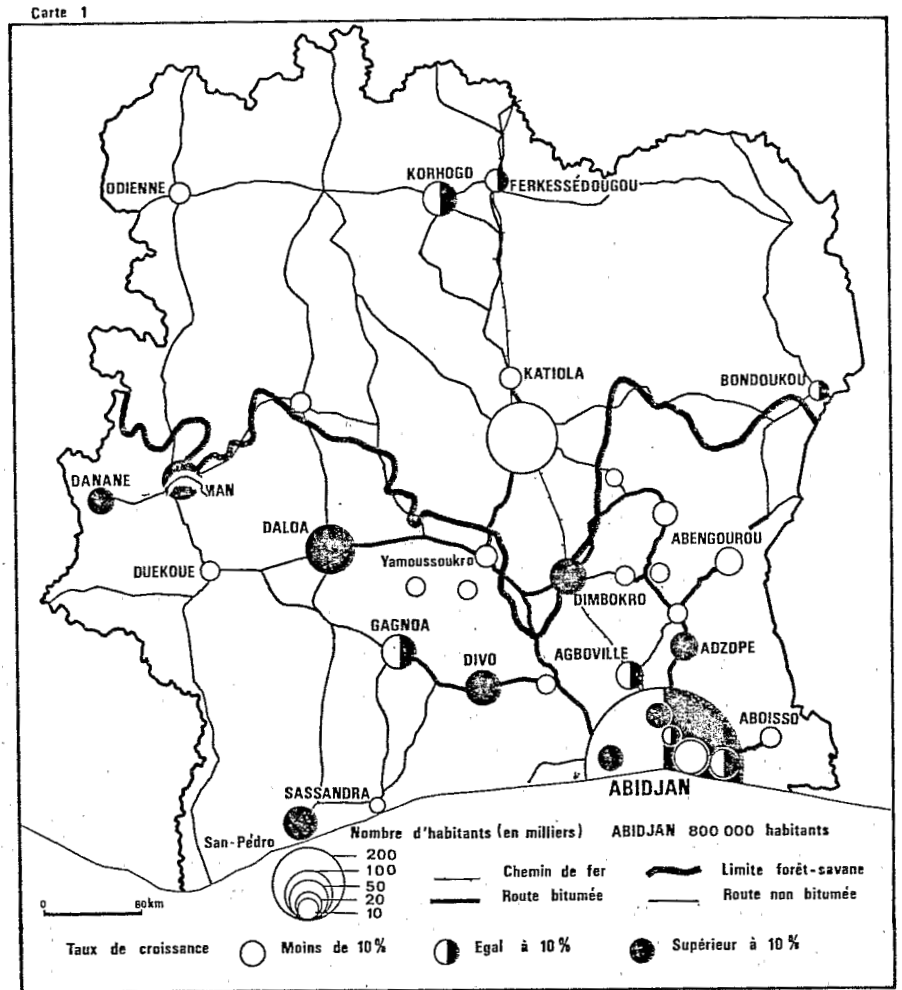 Carte 1
ODIENNE
KORHOGO
FERKESSÉDOUGOU
KATIOLA
BONDOUKOU
DANANE
MAN
DALOA
ABENGOUROU
Yamoussoukro
DUEKOUE
DIMBOKRO
GAGNOA
AGBOVILLE
ADZOPE
DIVO
ABOISSO
SASSANDRA
ABIDJAN
San-Pédro
Nombre d'habitants (en milliers) ABIDJAN 800 000 habitants
200
100
50
20
10
Chemin de fer
Limite forêt-savane
Route bitumée
Route non bitumée
0 80km
Taux de croissance Moins de 10% Egal à 10% Supérieur à 10%